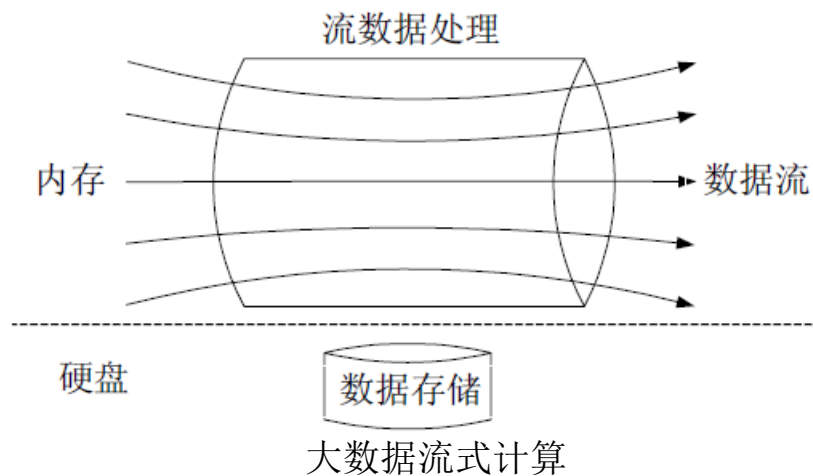 流数据处理
内存
数据流
硬盘
数据存储
大数据流式计算